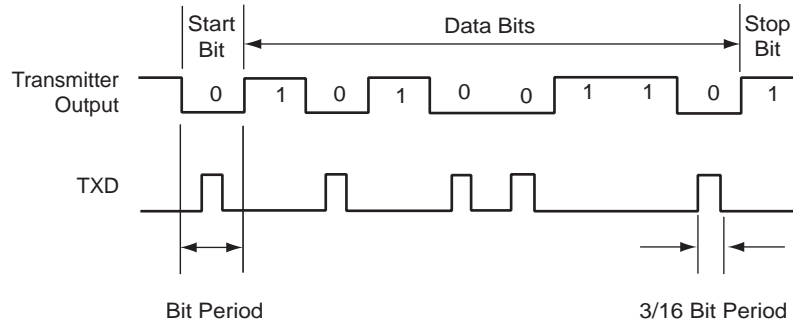 Start
Bit
Data Bits
Stop
Bit
Transmitter
Output
0 1 0 1 0 0 1 1 0 1
TXD
Bit Period
3/16 Bit Period